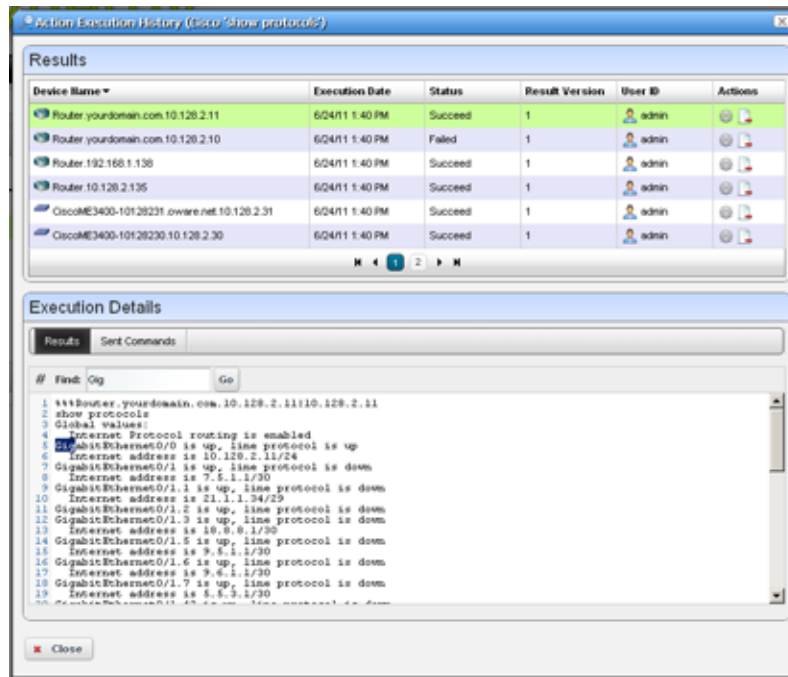 Action Execution History (Cisco 'show protocols')
Results
Device Name Execution Date Status Result Version User ID Actions
Router.yourdomain.com.10.128.2.11 6/24/11 1:40 PM Succeed 1 admin
Router.yourdomain.com.10.128.2.10 6/24/11 1:40 PM Failed 1 admin
Router.192.168.1.138 6/24/11 1:40 PM Succeed 1 admin
Router.10.128.2.135 6/24/11 1:40 PM Succeed 1 admin
CiscoME3400-10128231.oware.net.10.128.2.31 6/24/11 1:40 PM Succeed 1 admin
CiscoME3400-10128230.10.128.2.30 6/24/11 1:40 PM Succeed 1 admin
1 2
Execution Details
Results Sent Commands
# Find: Gig Go
1 %%%Router.yourdomain.com.10.128.2.11:10.128.2.11
2 show protocols
3 Global values:
4 Internet Protocol routing is enabled
5 GigabitEthernet0/0 is up, line protocol is up
6 Internet address is 10.128.2.11/24
7 GigabitEthernet0/1 is up, line protocol is down
8 Internet address is 7.5.1.1/30
9 GigabitEthernet0/1.1 is up, line protocol is down
10 Internet address is 21.1.1.34/29
11 GigabitEthernet0/1.2 is up, line protocol is down
12 GigabitEthernet0/1.3 is up, line protocol is down
13 Internet address is 18.8.8.1/30
14 GigabitEthernet0/1.5 is up, line protocol is down
15 Internet address is 9.5.1.1/30
16 GigabitEthernet0/1.6 is up, line protocol is down
17 Internet address is 9.6.1.1/30
18 GigabitEthernet0/1.7 is up, line protocol is down
19 Internet address is 5.5.3.1/30
Close